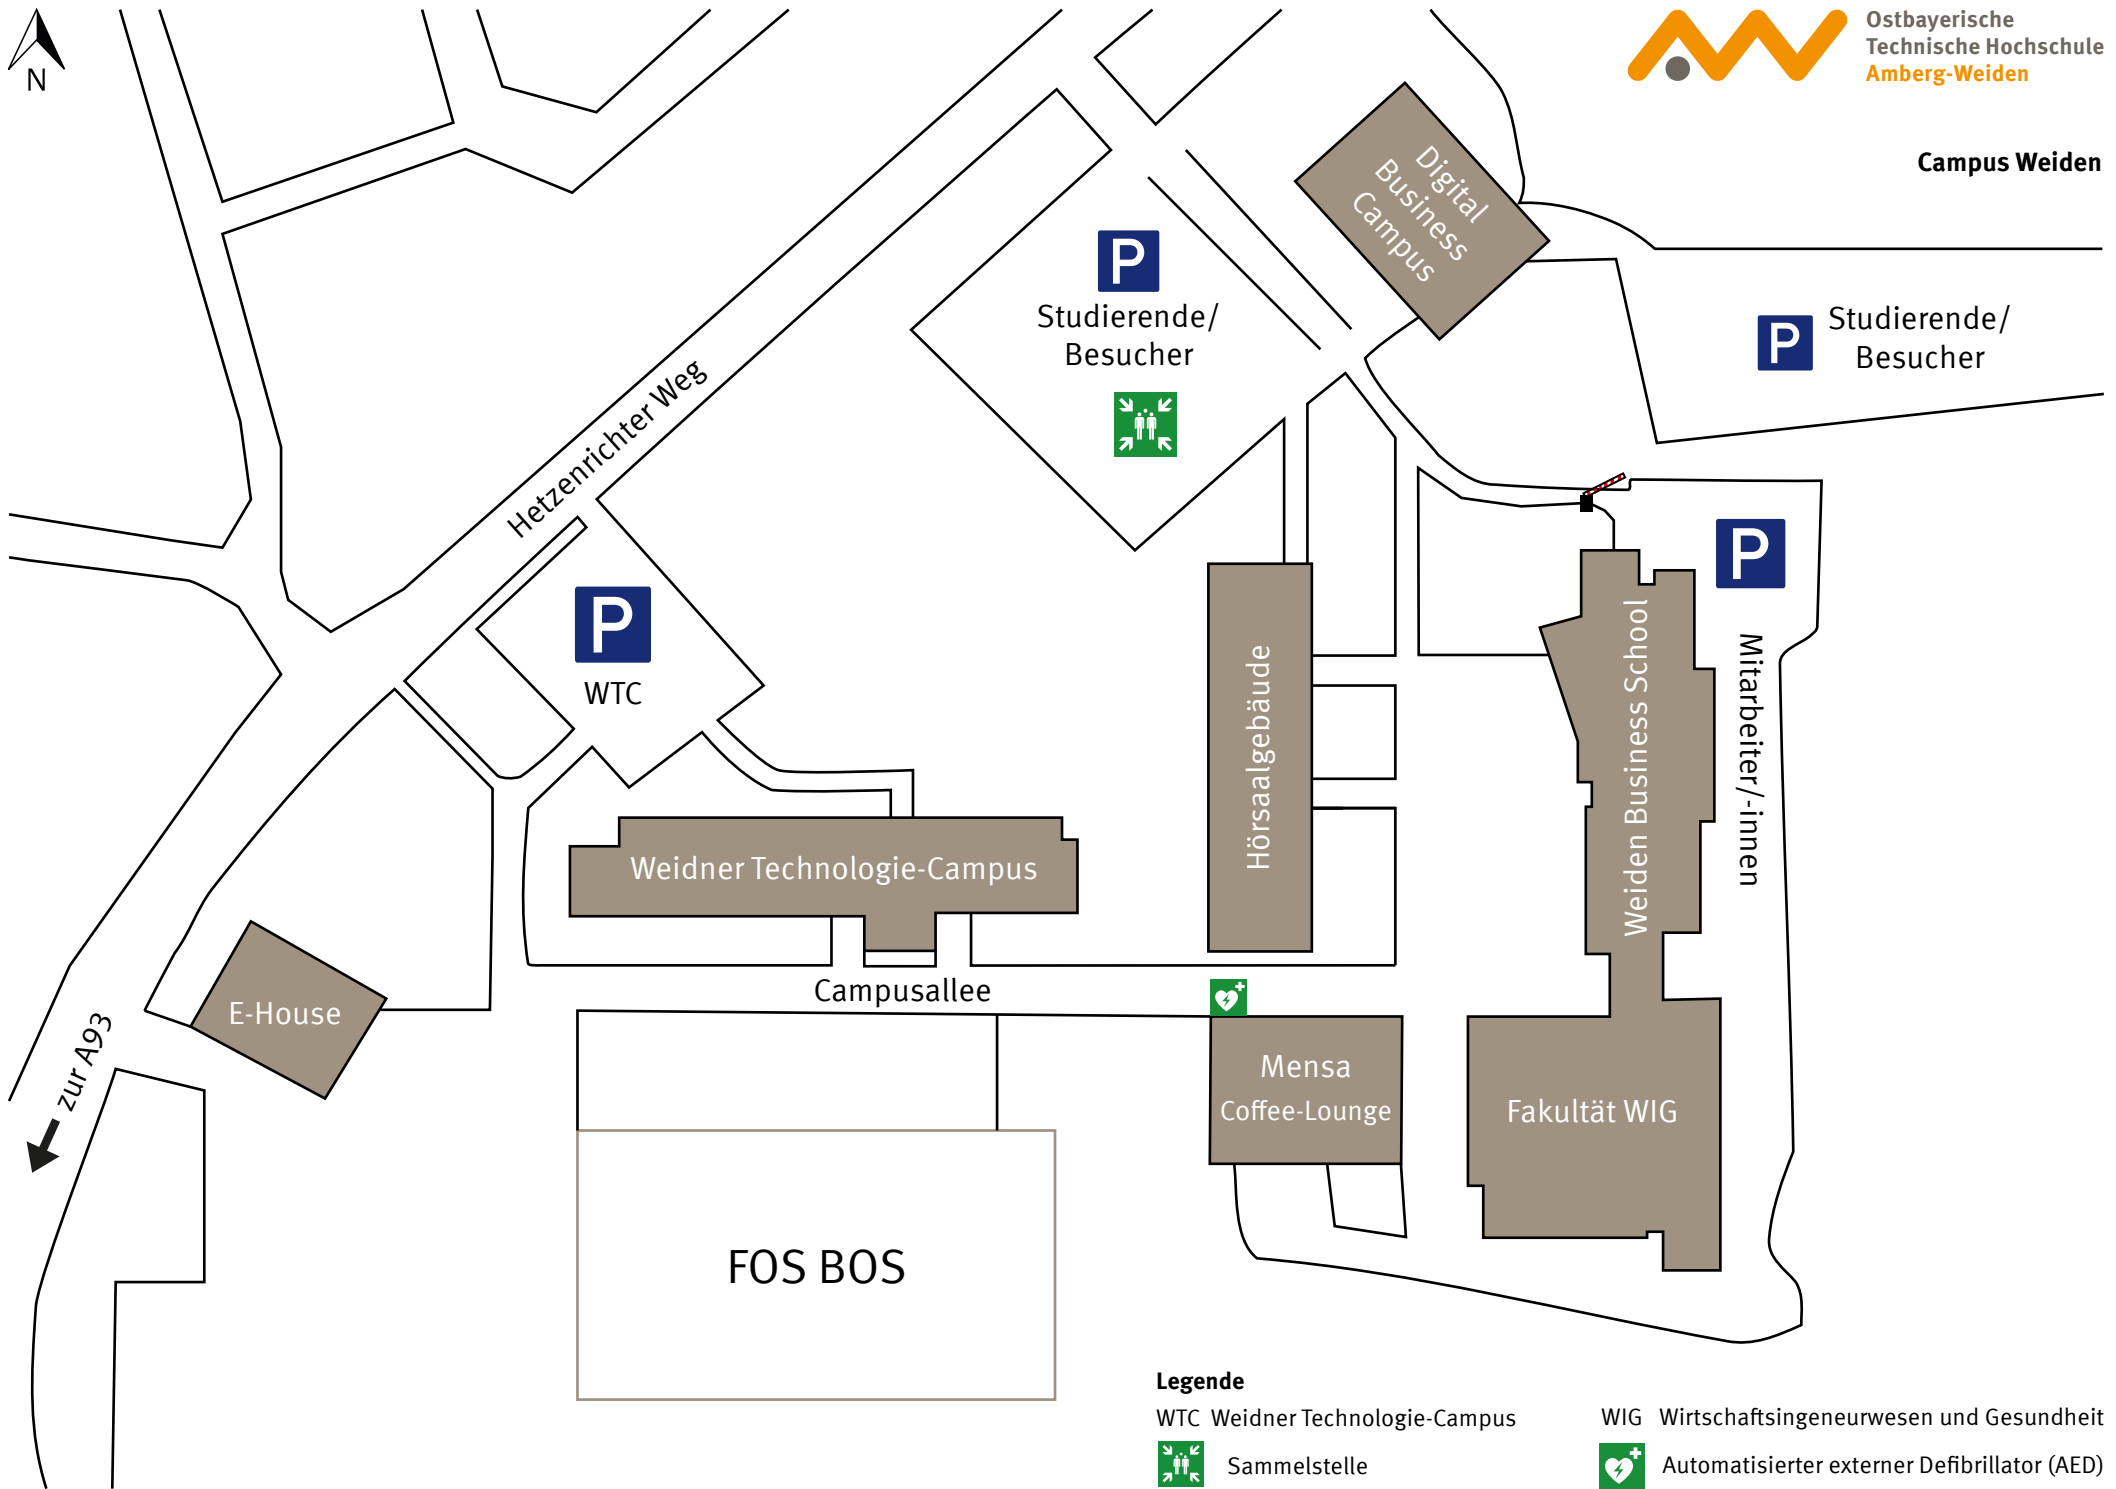 N
Ostbayerische
Technische Hochschule
Amberg-Weiden
Campus Weiden
Digital
Business
Campus
P
Studierende/
Besucher
P
Studierende/
Besucher
Hetzenrichter Weg
P
WTC
P
Mitarbeiter/-innen
Hörsaalgebäude
Weiden Business School
Weidner Technologie-Campus
Campusallee
E-House
zur A93
Mensa
Coffee-Lounge
Fakultät WIG
FOS BOS
Legende
WTC Weidner Technologie-Campus
WIG Wirtschaftsingeneurwesen und Gesundheit
Sammelstelle
Automatisierter externer Defibrillator (AED)